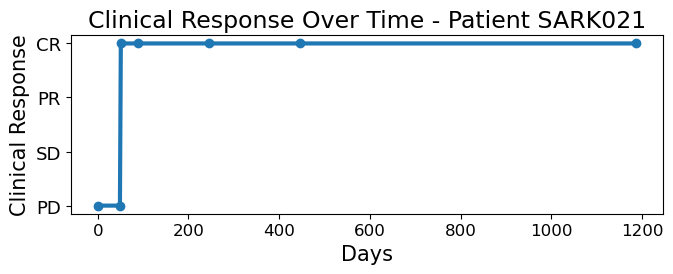 Clinical Response Over Time - Patient SARK021
Clinical Response
CR
PR
SD
PD
0 200 400 600 800 1000 1200
Days